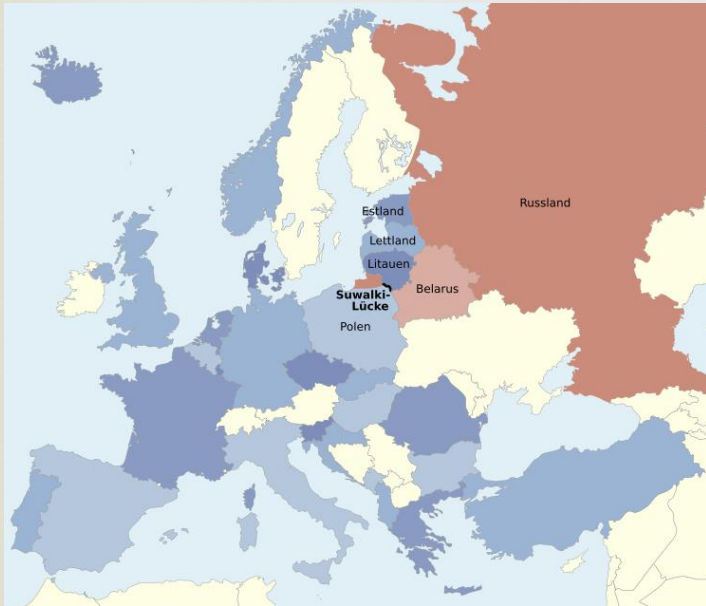 Russland
Estland
Lettland
Litauen
Belarus
Suwalki-
Lücke
Polen